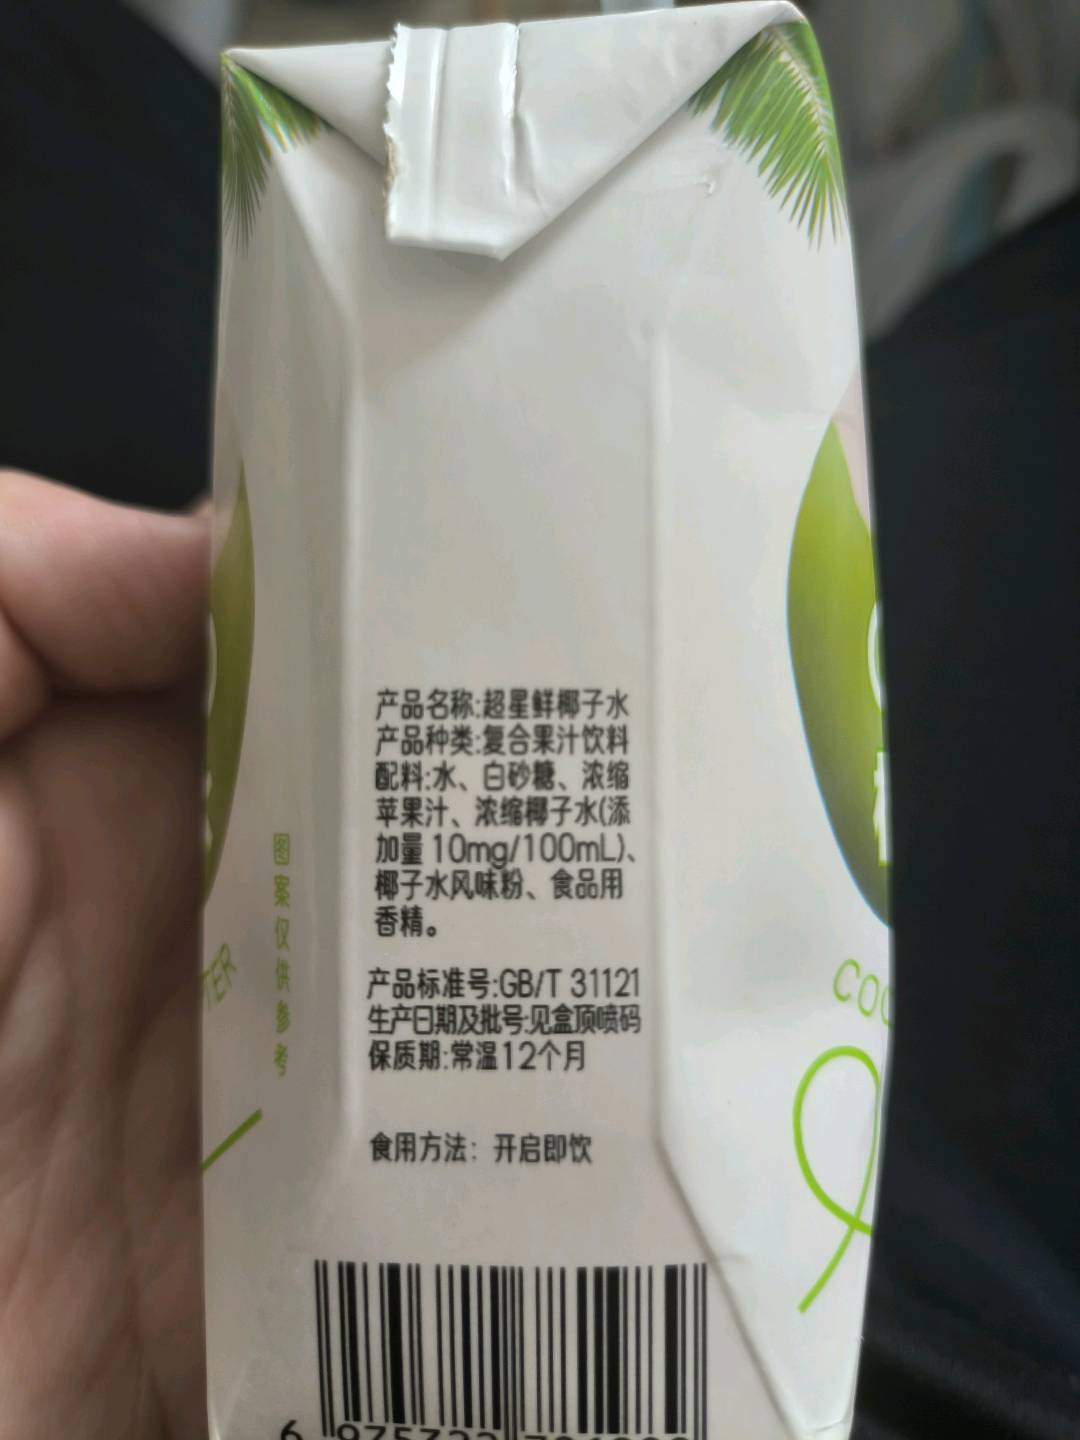 产品名称:超星鲜椰子水
产品种类:复合果汁饮料
配料:水、白砂糖、浓缩
苹果汁、浓缩椰子水(添
加量10mg/100mL)、
椰子水风味粉、食品用
香精。
产品标准号:GB/T 31121
生产日期及批号:见盒顶喷码
保质期:常温12个月
食用方法：开启即饮
图案仅供参考
TER
COC